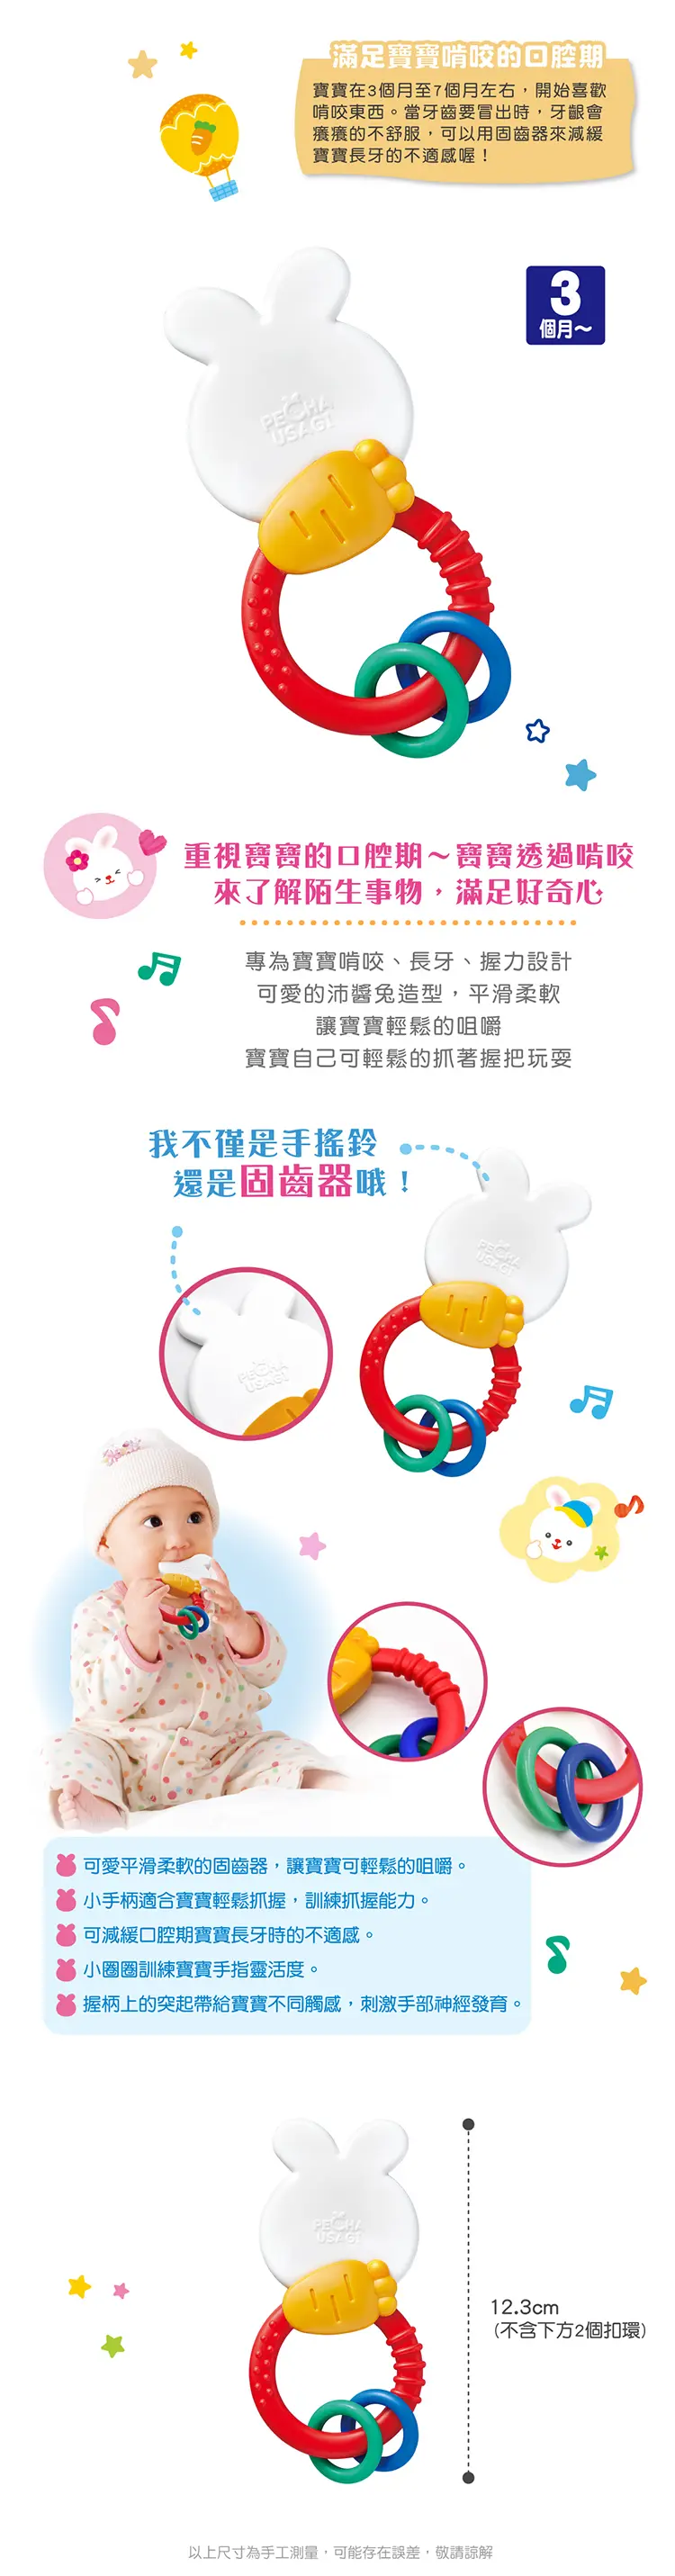 滿足寶寶啃咬的口腔期
寶寶在3個月至7個月左右，開始喜歡
啃咬東西。當牙齒要冒出時，牙齦會
癢癢的不舒服，可以用固齒器來減緩
寶寶長牙的不適感喔！
3
個月～
PECHA
USAGI
重視寶寶的口腔期～寶寶透過啃咬
來了解陌生事物，滿足好奇心
專為寶寶啃咬、長牙、握力設計
可愛的沛醬兔造型，平滑柔軟
讓寶寶輕鬆的咀嚼
寶寶自己可輕鬆的抓著握把玩耍
我不僅是手搖鈴
還是固齒器哦！
PECHA
USAGI
PECHA
USAGI
可愛平滑柔軟的固齒器，讓寶寶可輕鬆的咀嚼。
小手柄適合寶寶輕鬆抓握，訓練抓握能力。
可減緩口腔期寶寶長牙時的不適感。
小圈圈訓練寶寶手指靈活度。
握柄上的突起帶給寶寶不同觸感，刺激手部神經發育。
PECHA
USAGI
12.3cm
(不含下方2個扣環)
以上尺寸為手工測量，可能存在誤差，敬請諒解